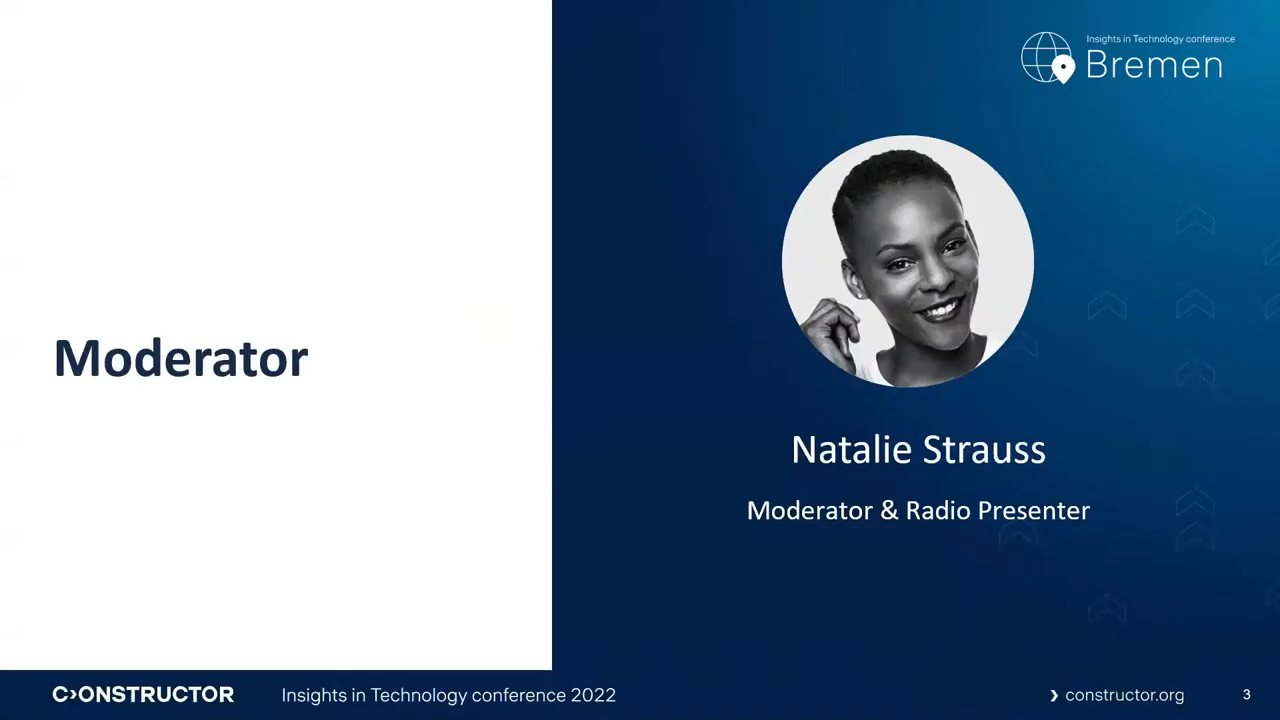 Insights in Technology conference
Bremen
Moderator
Natalie Strauss
Moderator & Radio Presenter
C›ONSTRUCTOR
Insights in Technology conference 2022
❯ constructor.org
3